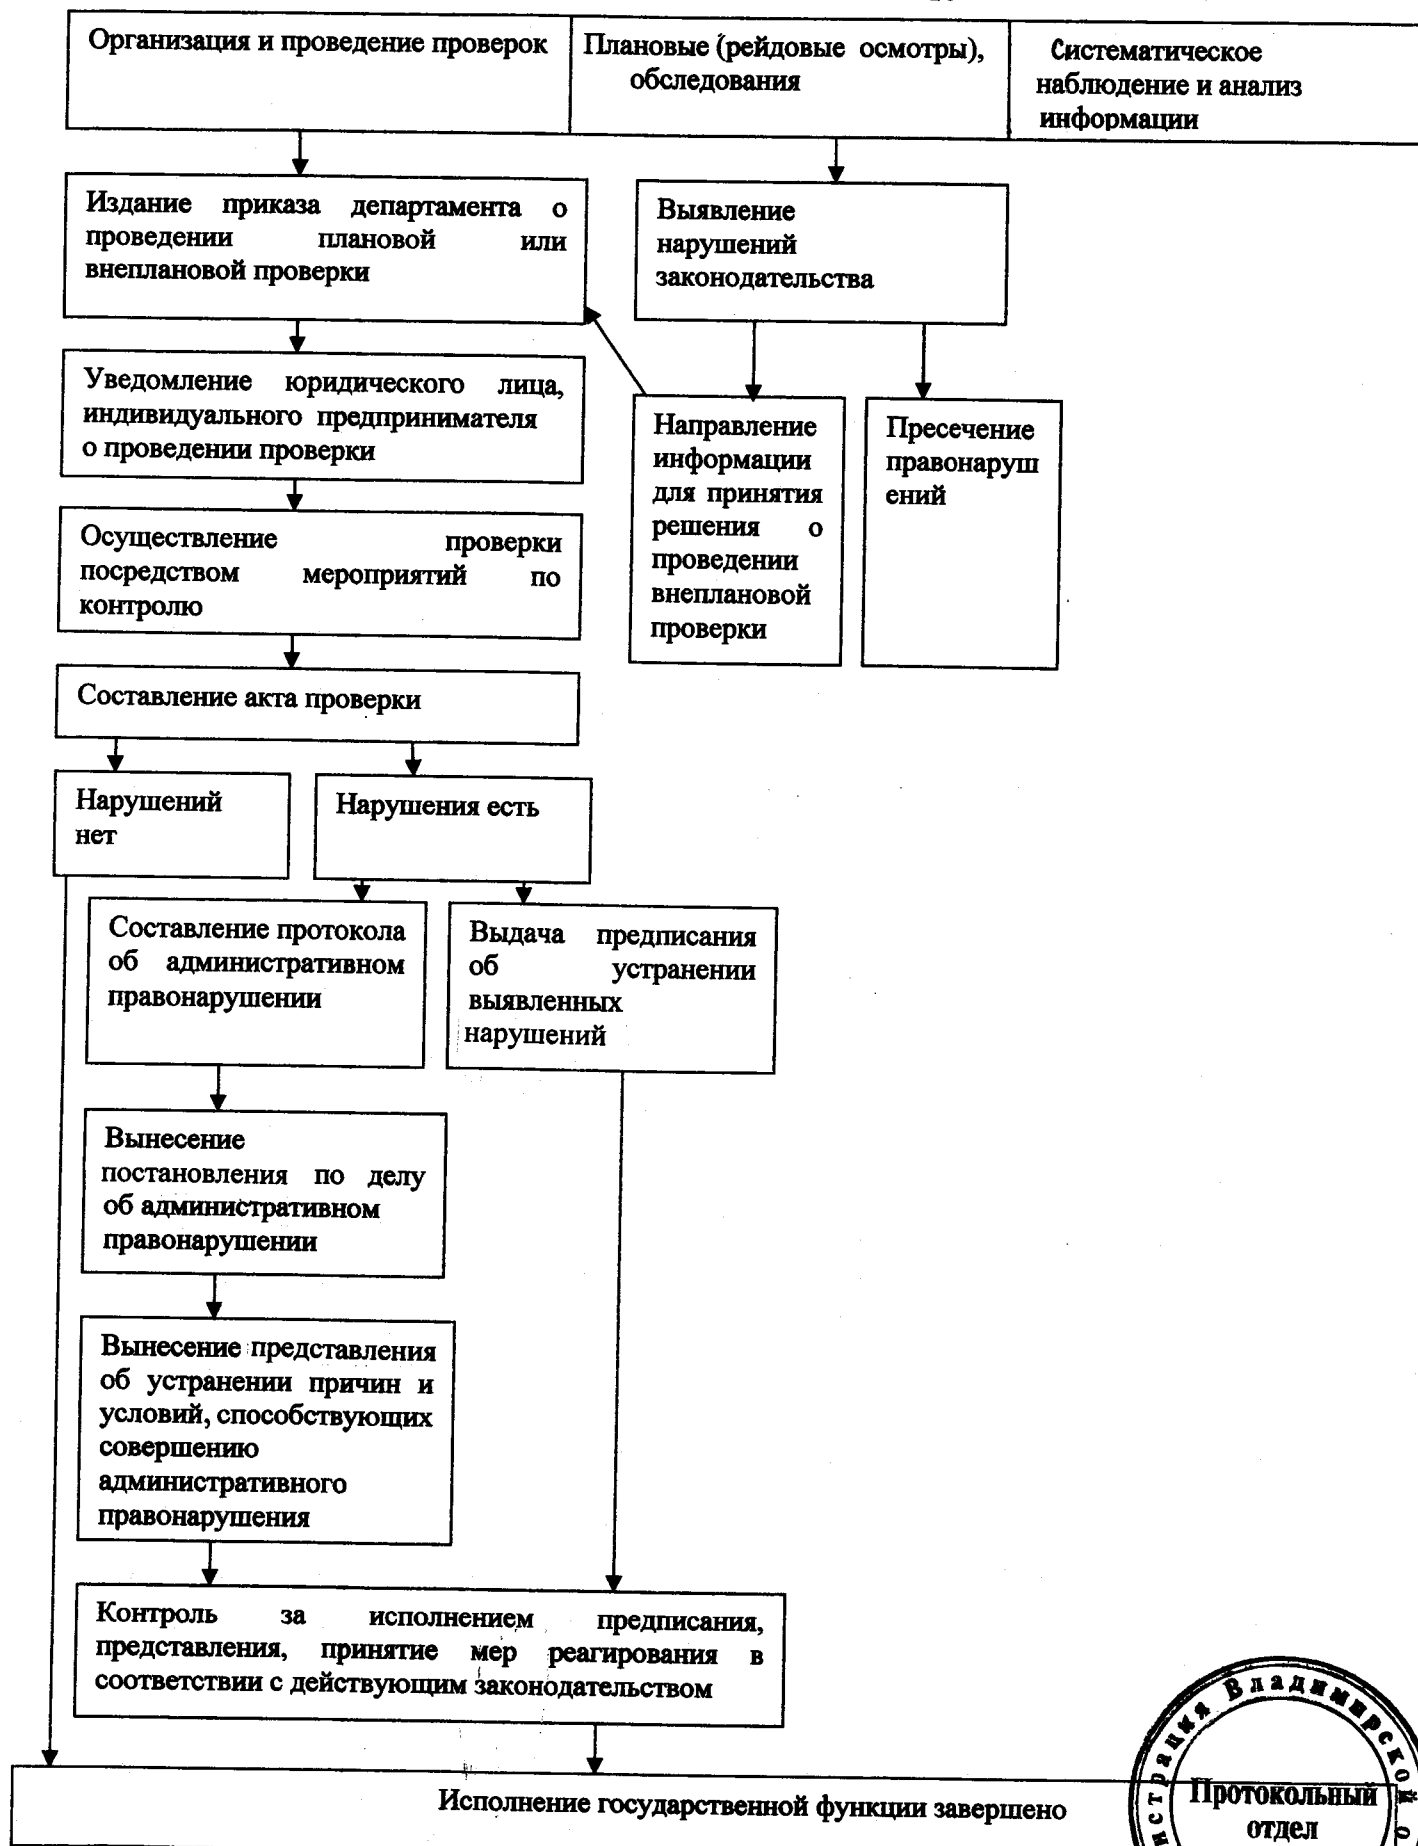 Организация и проведение проверок
Плановые (рейдовые осмотры),
обследования
Систематическое
наблюдение и анализ
информации
Издание приказа департамента о
проведении плановой или
внеплановой проверки
Выявление
нарушений
законодательства
Уведомление юридического лица,
индивидуального предпринимателя
о проведении проверки
Направление
информации
для принятия
решения о
проведении
внеплановой
проверки
Пресечение
правонаруш
ений
Осуществление проверки
посредством мероприятий по
контролю
Составление акта проверки
Нарушений
нет
Нарушения есть
Составление протокола
об административном
правонарушении
Выдача предписания
об устранении
выявленных
нарушений
Вынесение
постановления по делу
об административном
правонарушении
Вынесение представления
об устранении причин и
условий, способствующих
совершению
административного
правонарушения
Контроль за исполнением предписания,
представления, принятие мер реагирования в
соответствии с действующим законодательством
Исполнение государственной функции завершено
Владимирской
Протокольный
отдел